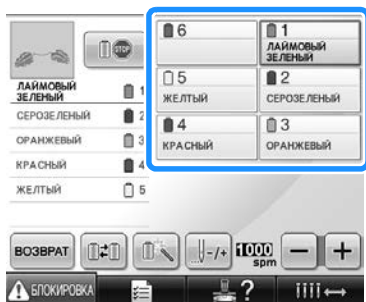 ЛАЙМОВЫЙ
ЗЕЛЕНЫЙ 1
СЕРОЗЕЛЕНЫЙ 2
ОРАНЖЕВЫЙ 3
КРАСНЫЙ 4
ЖЕЛТЫЙ 5
6
1
ЛАЙМОВЫЙ
ЗЕЛЕНЫЙ
5
ЖЕЛТЫЙ
2
СЕРОЗЕЛЕНЫЙ
4
КРАСНЫЙ
3
ОРАНЖЕВЫЙ
ВОЗВРАТ
-/+
1000
spm
− +
БЛОКИРОВКА
?